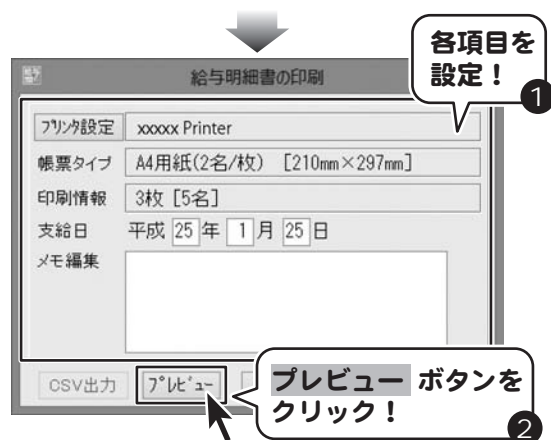 各項目を
設定！
1
給与明細書の印刷
プリンタ設定 xxxxx Printer
帳票タイプ A4用紙(2名/枚) [210mm×297mm]
印刷情報 3枚 [5名]
支給日 平成 25 年 1 月 25 日
メモ編集
CSV出力 プレビュー
プレビュー ボタンを
クリック！
2